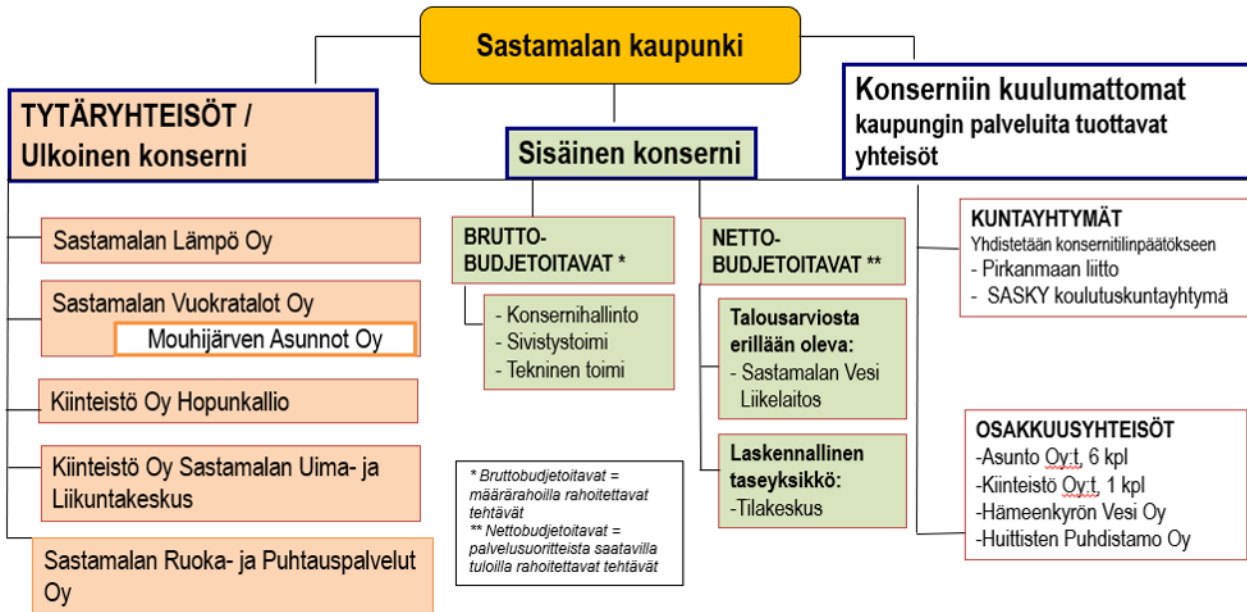 Sastamalan kaupunki
TYTÄRYHTEISÖT /
Ulkoinen konserni
Sastamalan Lämpö Oy
Sastamalan Vuokratalot Oy
Mouhijärven Asunnot Oy
Kiinteistö Oy Hopunkallio
Kiinteistö Oy Sastamalan Uima- ja
Liikuntakeskus
Sastamalan Ruoka- ja Puhtauspalvelut
Oy
Sisäinen konserni
BRUTTO-
BUDJETOITAVAT *
- Konsernihallinto
- Sivistystoimi
- Tekninen toimi
* Bruttobudjetoitavat =
määrärahoilla rahoitettavat
tehtävät
** Nettobudjetoitavat =
palvelusuoritteista saatavilla
tuloilla rahoitettavat tehtävät
NETTO-
BUDJETOITAVAT **
Talousarviosta
erillään oleva:
- Sastamalan Vesi
Liikelaitos
Laskennallinen
taseyksikkö:
-Tilakeskus
Konserniin kuulumattomat
kaupungin palveluita tuottavat
yhteisöt
KUNTAYHTYMÄT
Yhdistetään konsernitilinpäätökseen
- Pirkanmaan liitto
- SASKY koulutuskuntayhtymä
OSAKKUUSYHTEISÖT
-Asunto Oy:t, 6 kpl
-Kiinteistö Oy:t, 1 kpl
-Hämeenkyrön Vesi Oy
-Huittisten Puhdistamo Oy